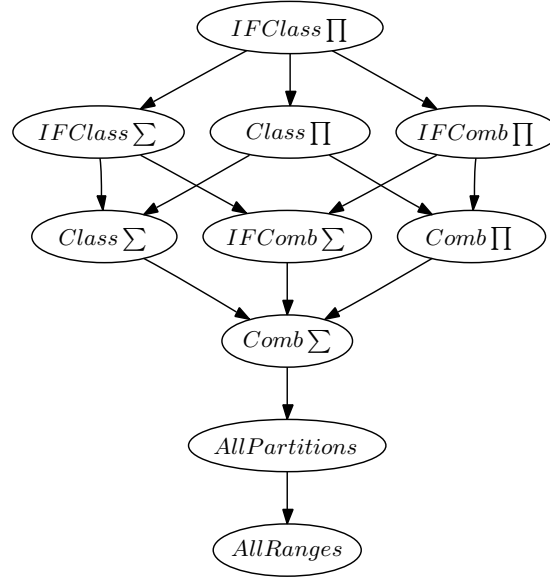 IFClass∏
IFClass∑ Class∏ IFComb∏
Class∑ IFComb∑ Comb∏
Comb∑
AllPartitions
AllRanges